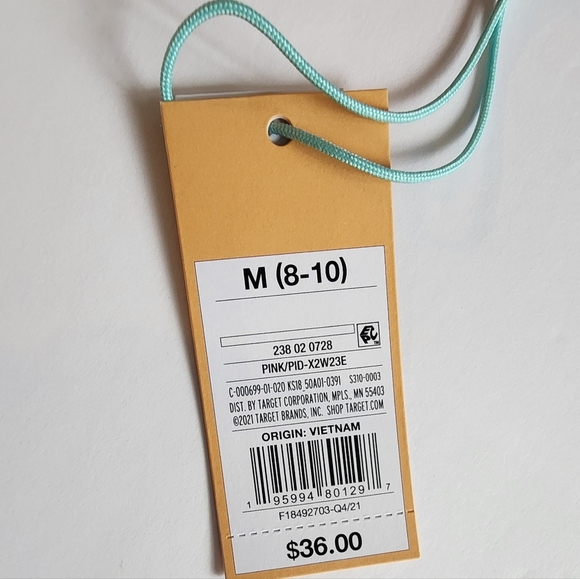 M (8-10)
238 02 0728
PINK/PID-X2W23E
C-000699-01-020 KS18_50A01-0391 S310-0003
DIST. BY TARGET CORPORATION, MPLS., MN 55403
©2021 TARGET BRANDS, INC. SHOP TARGET.COM
ORIGIN: VIETNAM
1 95994 80129 7
F18492703-Q4/21
$36.00